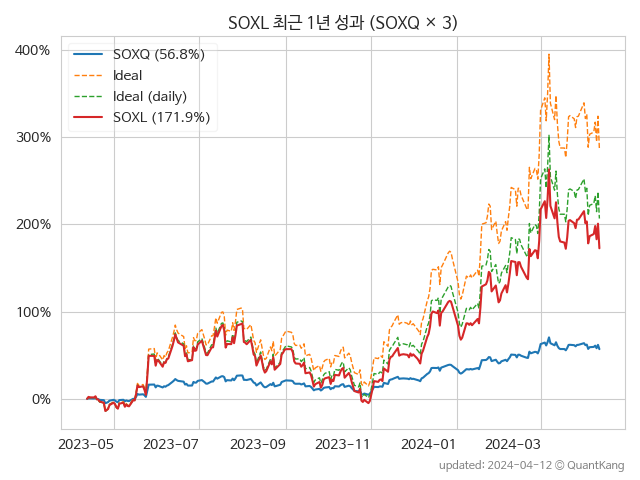 SOXL 최근 1년 성과 (SOXQ × 3)
SOXQ (56.8%)
Ideal
Ideal (daily)
SOXL (171.9%)
400%
300%
200%
100%
0%
2023-05 2023-07 2023-09 2023-11 2024-01 2024-03
updated: 2024-04-12 © QuantKang